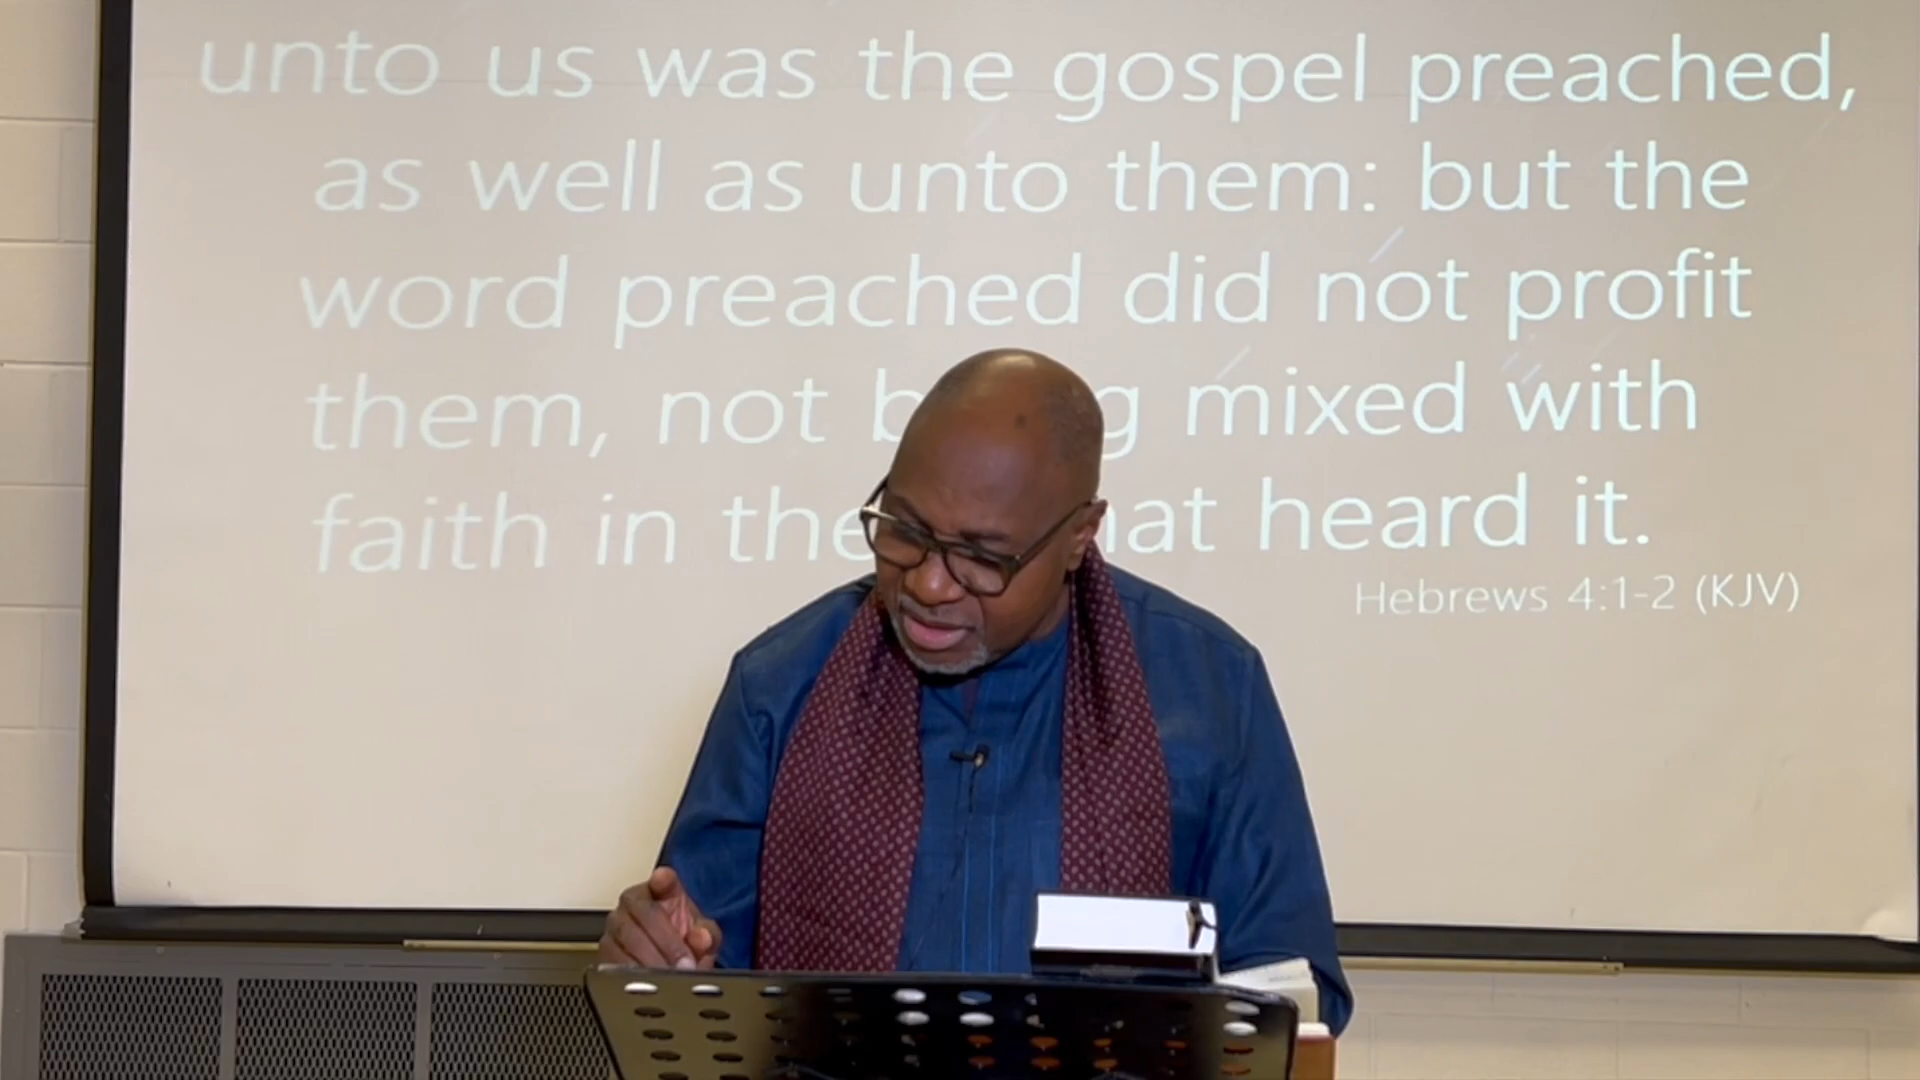 unto us was the gospel preached,
as well as unto them: but the
word preached did not profit
them, not mixed with
faith in heard it.
Hebrews 4:1-2 (KJV)